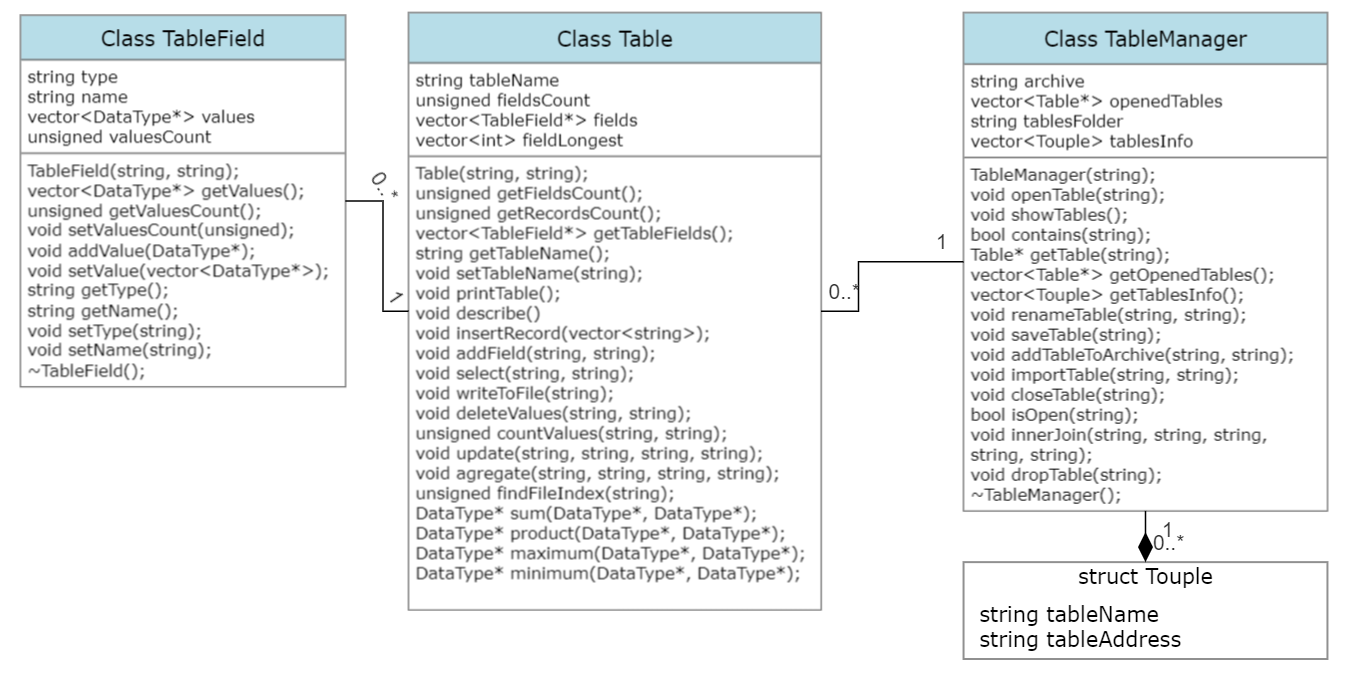 Class TableField
string type
string name
vector<DataType*> values
unsigned valuesCount
TableField(string, string);
vector<DataType*> getValues();
unsigned getValuesCount();
void setValuesCount(unsigned);
void addValue(DataType*);
void setValue(vector<DataType*>);
string getType();
string getName();
void setType(string);
void setName(string);
~TableField();
0..*
1
Class Table
string tableName
unsigned fieldsCount
vector<TableField*> fields
vector<int> fieldLongest
Table(string, string);
unsigned getFieldsCount();
unsigned getRecordsCount();
vector<TableField*> getTableFields();
string getTableName();
void setTableName(string);
void printTable();
void describe()
void insertRecord(vector<string>);
void addField(string, string);
void select(string, string);
void writeToFile(string);
void deleteValues(string, string);
unsigned countValues(string, string);
void update(string, string, string, string);
void agregate(string, string, string, string);
unsigned findFileIndex(string);
DataType* sum(DataType*, DataType*);
DataType* product(DataType*, DataType*);
DataType* maximum(DataType*, DataType*);
DataType* minimum(DataType*, DataType*);
1
0..*
Class TableManager
string archive
vector<Table*> openedTables
string tablesFolder
vector<Touple> tablesInfo
TableManager(string);
void openTable(string);
void showTables();
bool contains(string);
Table* getTable(string);
vector<Table*> getOpenedTables();
vector<Touple> getTablesInfo();
void renameTable(string, string);
void saveTable(string);
void addTableToArchive(string, string);
void importTable(string, string);
void closeTable(string);
bool isOpen(string);
void innerJoin(string, string, string,
string, string);
void dropTable(string);
~TableManager();
1
0..*
struct Touple
string tableName
string tableAddress